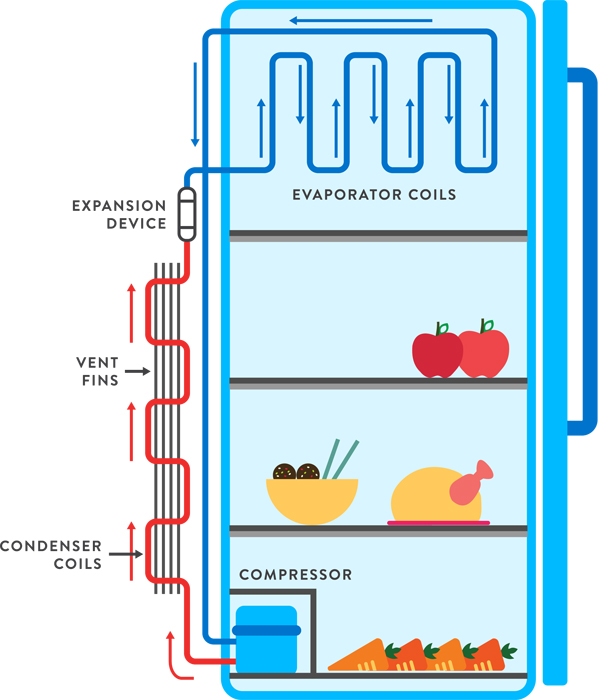 EVAPORATOR COILS
EXPANSION
DEVICE
VENT
FINS
CONDENSER
COILS
COMPRESSOR